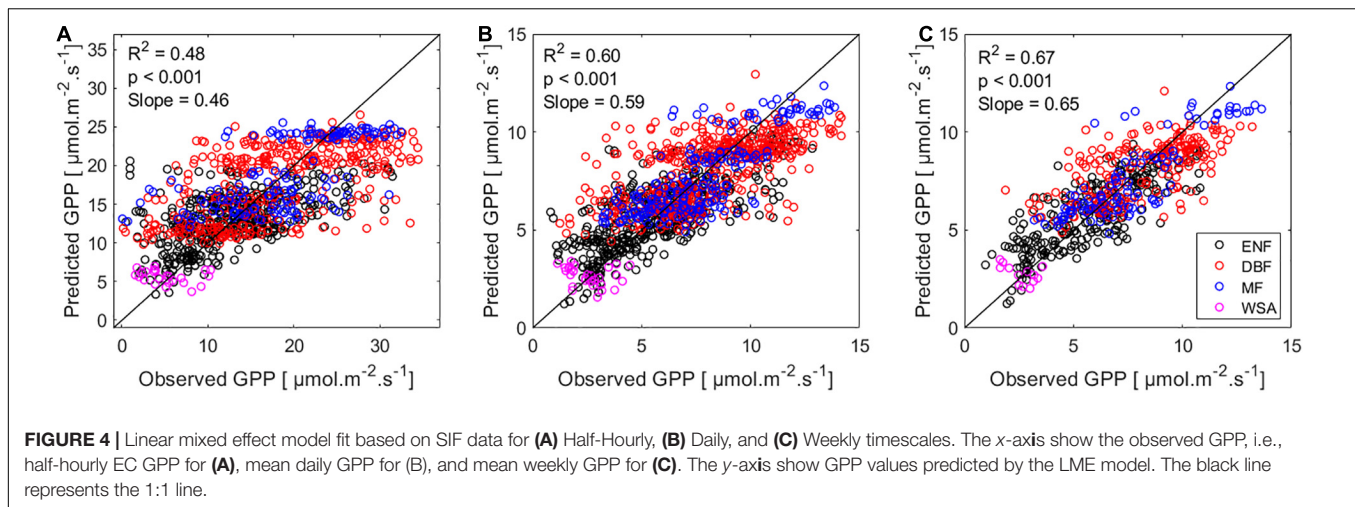 A
R² = 0.48
p < 0.001
Slope = 0.46
35
30
25
20
15
10
5
0
0 10 20 30
Predicted GPP [ µmol.m⁻².s⁻¹]
Observed GPP [ µmol.m⁻².s⁻¹]
B
R² = 0.60
p < 0.001
Slope = 0.59
15
10
5
0
0 5 10 15
Predicted GPP [ µmol.m⁻².s⁻¹]
Observed GPP [ µmol.m⁻².s⁻¹]
C
R² = 0.67
p < 0.001
Slope = 0.65
15
10
5
0
0 5 10 15
Predicted GPP [ µmol.m⁻².s⁻¹]
Observed GPP [ µmol.m⁻².s⁻¹]
ENF
DBF
MF
WSA
FIGURE 4 | Linear mixed effect model fit based on SIF data for (A) Half-Hourly, (B) Daily, and (C) Weekly timescales. The x-axis show the observed GPP, i.e.,
half-hourly EC GPP for (A), mean daily GPP for (B), and mean weekly GPP for (C). The y-axis show GPP values predicted by the LME model. The black line
represents the 1:1 line.